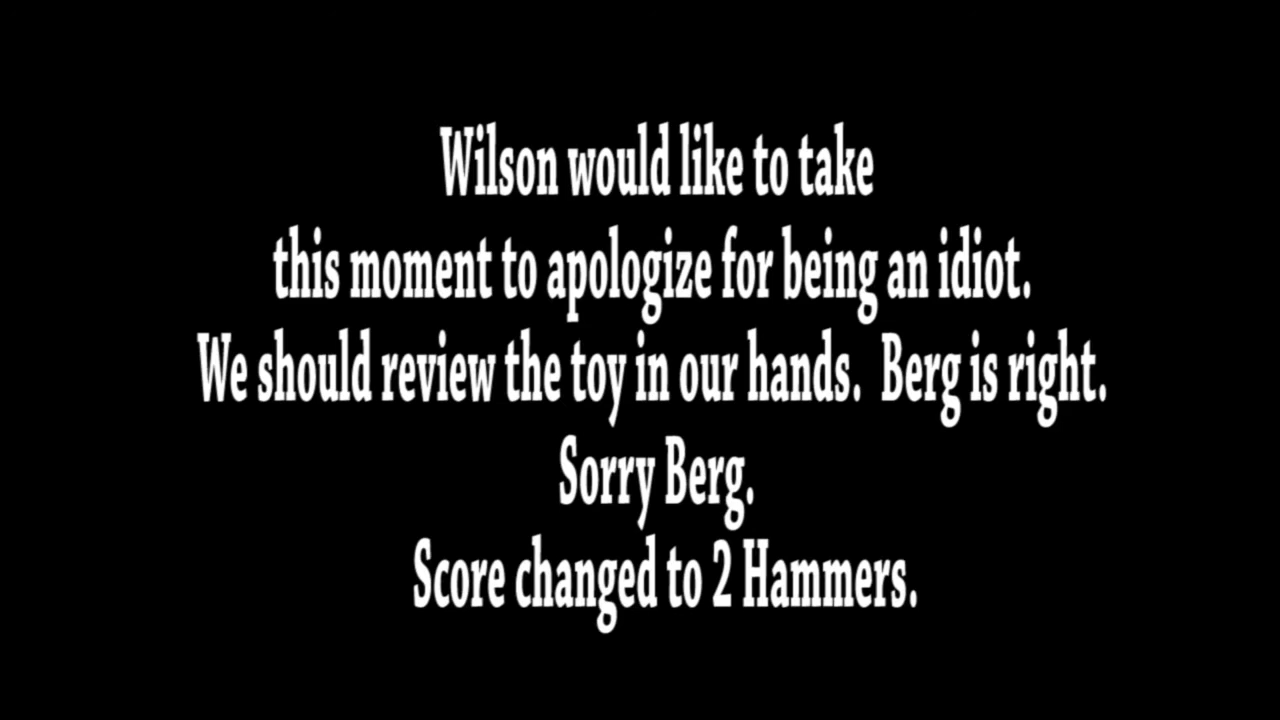 Wilson would like to take
this moment to apologize for being an idiot.
We should review the toy in our hands.  Berg is right.
Sorry Berg.
Score changed to 2 Hammers.